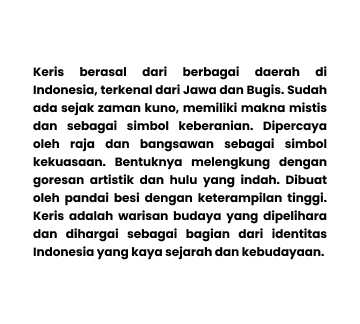 Keris berasal dari berbagai daerah di
Indonesia, terkenal dari Jawa dan Bugis. Sudah
ada sejak zaman kuno, memiliki makna mistis
dan sebagai simbol keberanian. Dipercaya
oleh raja dan bangsawan sebagai simbol
kekuasaan. Bentuknya melengkung dengan
goresan artistik dan hulu yang indah. Dibuat
oleh pandai besi dengan keterampilan tinggi.
Keris adalah warisan budaya yang dipelihara
dan dihargai sebagai bagian dari identitas
Indonesia yang kaya sejarah dan kebudayaan.